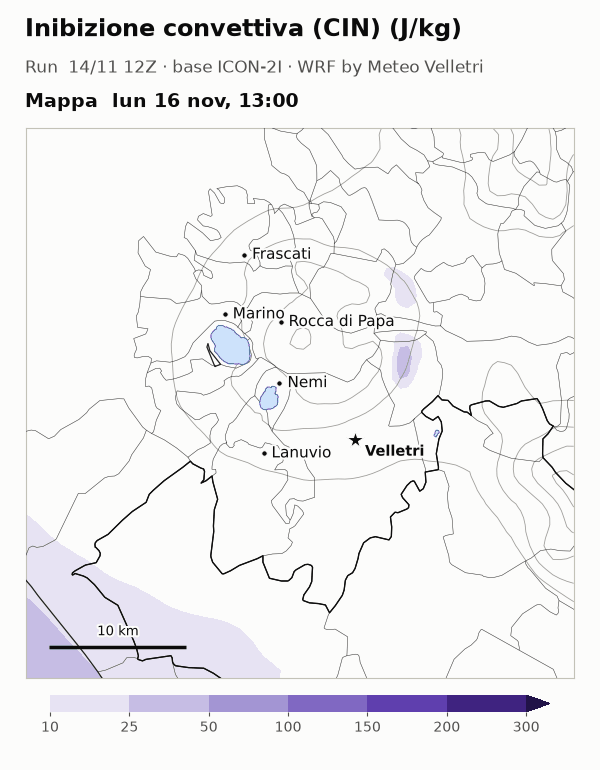 Inibizione convettiva (CIN) (J/kg)
Run  14/11 12Z · base ICON-2I · WRF by Meteo Velletri
Mappa  lun 16 nov, 13:00
Frascati
Marino
Rocca di Papa
Nemi
Velletri
Lanuvio
10 km
10 25 50 100 150 200 300